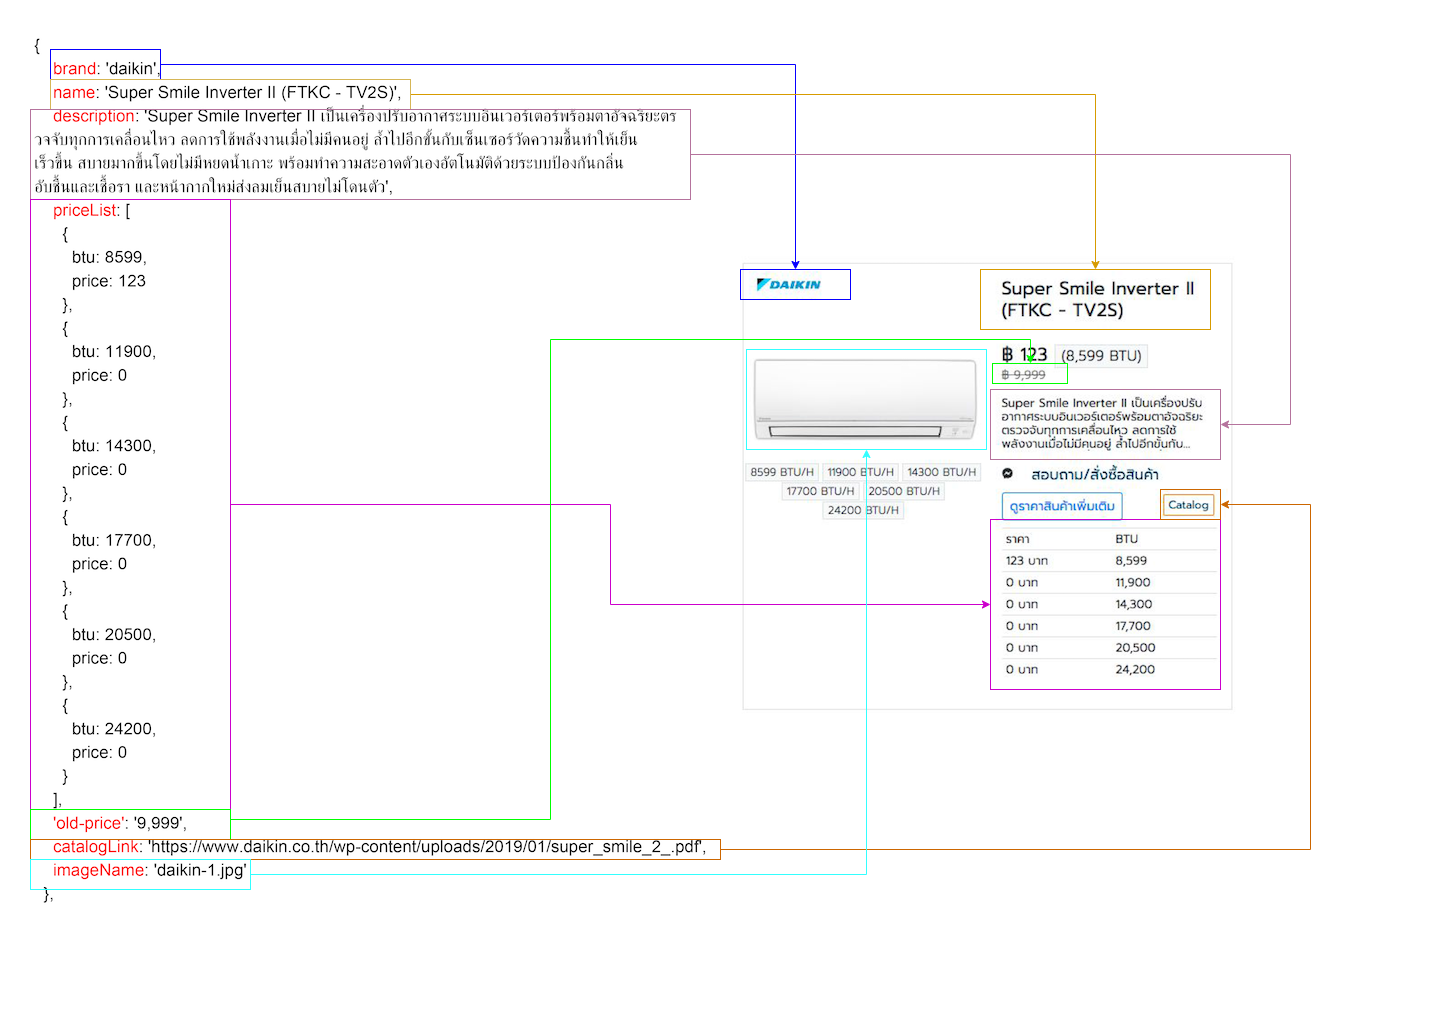 {
brand: 'daikin',
name: 'Super Smile Inverter II (FTKC - TV2S)',
description: 'Super Smile Inverter II เป็นเครื่องปรับอากาศระบบอินเวอร์เตอร์พร้อมตาอัจฉริยะตร
วจจับทุกการเคลื่อนไหว ลดการใช้พลังงานเมื่อไม่มีคนอยู่ ล้ำไปอีกขั้นกับเซ็นเซอร์วัดความชื้นทำให้เย็น
เร็วขึ้น สบายมากขึ้นโดยไม่มีหยดน้ำเกาะ พร้อมทำความสะอาดตัวเองอัตโนมัติด้วยระบบป้องกันกลิ่น
อับชื้นและเชื้อรา และหน้ากากใหม่ส่งลมเย็นสบายไม่โดนตัว',
priceList: [
{
btu: 8599,
price: 123
},
{
btu: 11900,
price: 0
},
{
btu: 14300,
price: 0
},
{
btu: 17700,
price: 0
},
{
btu: 20500,
price: 0
},
{
btu: 24200,
price: 0
}
],
'old-price': '9,999',
catalogLink: 'https://www.daikin.co.th/wp-content/uploads/2019/01/super_smile_2_.pdf',
imageName: 'daikin-1.jpg'
},
DAIKIN
8599 BTU/H 11900 BTU/H 14300 BTU/H
17700 BTU/H 20500 BTU/H
24200 BTU/H
Super Smile Inverter II
(FTKC - TV2S)
฿ 123 (8,599 BTU)
฿ 9,999
Super Smile Inverter II เป็นเครื่องปรับ
อากาศระบบอินเวอร์เตอร์พร้อมตาอัจฉริยะ
ตรวจจับทุกการเคลื่อนไหว ลดการใช้
พลังงานเมื่อไม่มีคนอยู่ ล้ำไปอีกขั้นกับ...
สอบถาม/สั่งซื้อสินค้า
ดูราคาสินค้าเพิ่มเติม Catalog
ราคา BTU
123 บาท 8,599
0 บาท 11,900
0 บาท 14,300
0 บาท 17,700
0 บาท 20,500
0 บาท 24,200